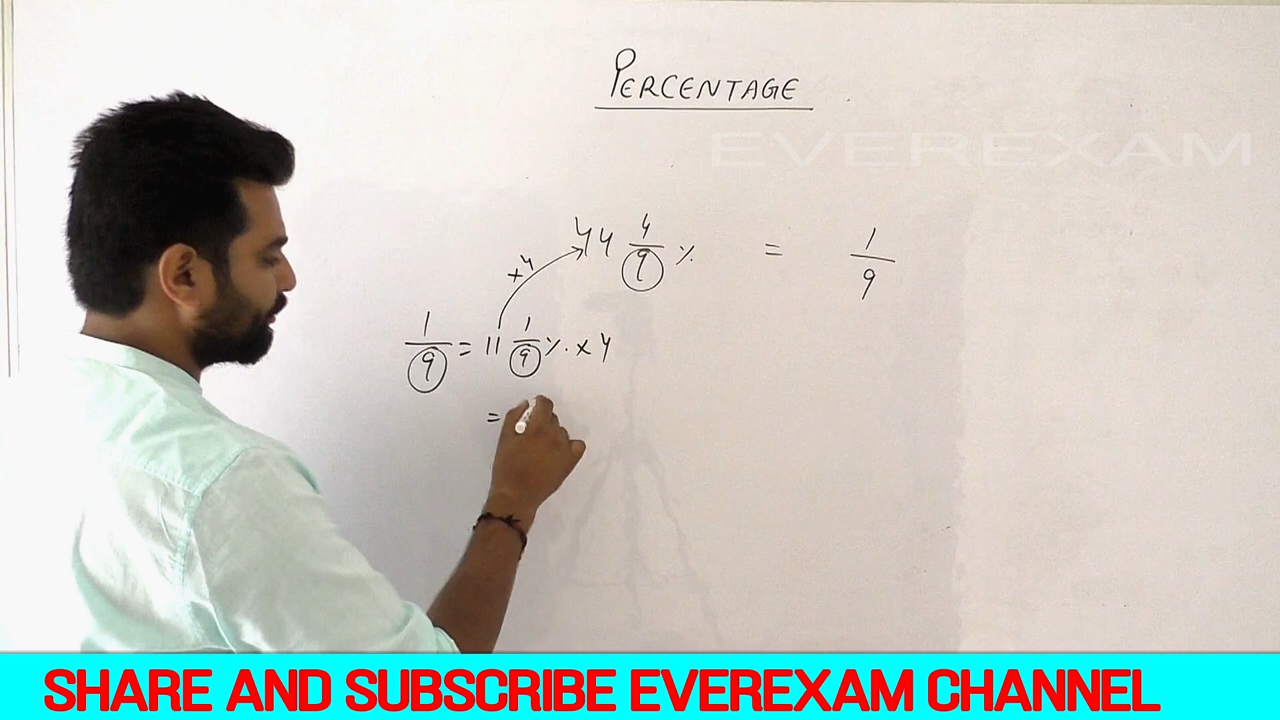 PERCENTAGE
EVEREXAM
44 4/9 % = 1/9
×4
1/9 = 11 1/9 % × 4
=
SHARE AND SUBSCRIBE EVEREXAM CHANNEL